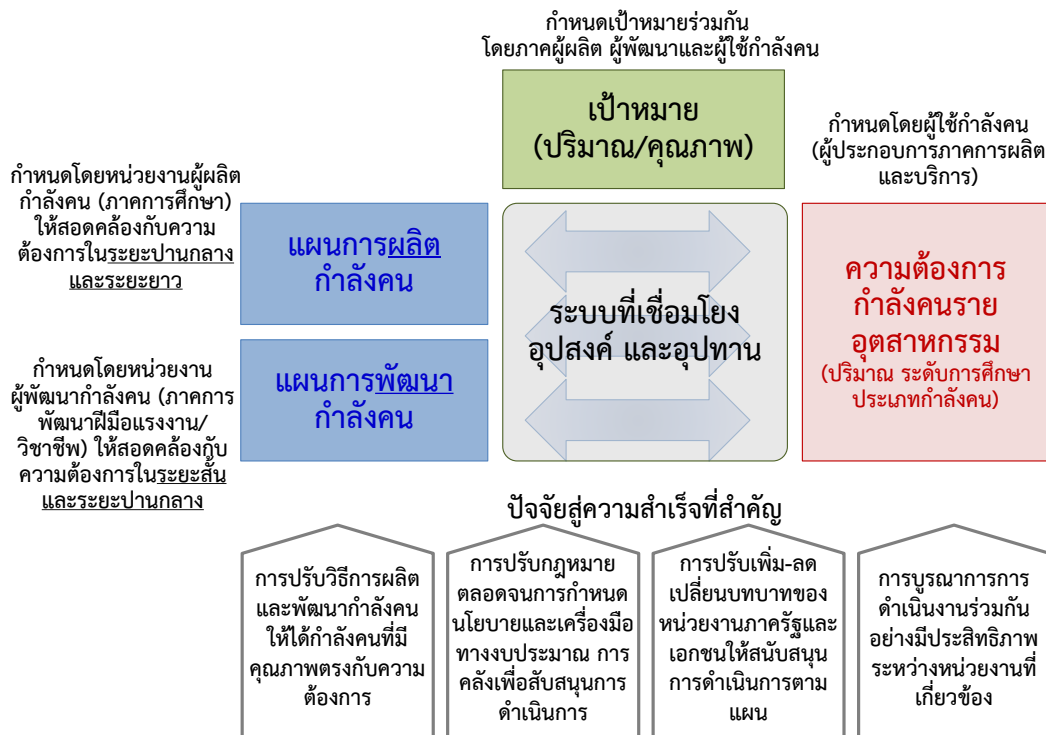 กำหนดเป้าหมายร่วมกัน
โดยภาคผู้ผลิต ผู้พัฒนาและผู้ใช้กำลังคน
เป้าหมาย
(ปริมาณ/คุณภาพ)
กำหนดโดยผู้ใช้กำลังคน
(ผู้ประกอบการภาคการผลิต
และบริการ)
กำหนดโดยหน่วยงานผู้ผลิต
กำลังคน (ภาคการศึกษา)
ให้สอดคล้องกับความ
ต้องการในระยะปานกลาง
และระยะยาว
แผนการผลิต
กำลังคน
ระบบที่เชื่อมโยง
อุปสงค์ และอุปทาน
ความต้องการ
กำลังคนราย
อุตสาหกรรม
(ปริมาณ ระดับการศึกษา
ประเภทกำลังคน)
กำหนดโดยหน่วยงาน
ผู้พัฒนากำลังคน (ภาคการ
พัฒนาฝีมือแรงงาน/
วิชาชีพ) ให้สอดคล้องกับ
ความต้องการในระยะสั้น
และระยะปานกลาง
แผนการพัฒนา
กำลังคน
ปัจจัยสู่ความสำเร็จที่สำคัญ
การปรับวิธีการผลิต
และพัฒนากำลังคน
ให้ได้กำลังคนที่มี
คุณภาพตรงกับความ
ต้องการ
การปรับกฎหมาย
ตลอดจนการกำหนด
นโยบายและเครื่องมือ
ทางงบประมาณ การ
คลังเพื่อสับสนุนการ
ดำเนินการ
การปรับเพิ่ม-ลด
เปลี่ยนบทบาทของ
หน่วยงานภาครัฐและ
เอกชนให้สนับสนุน
การดำเนินการตาม
แผน
การบูรณาการการ
ดำเนินงานร่วมกัน
อย่างมีประสิทธิภาพ
ระหว่างหน่วยงานที่
เกี่ยวข้อง